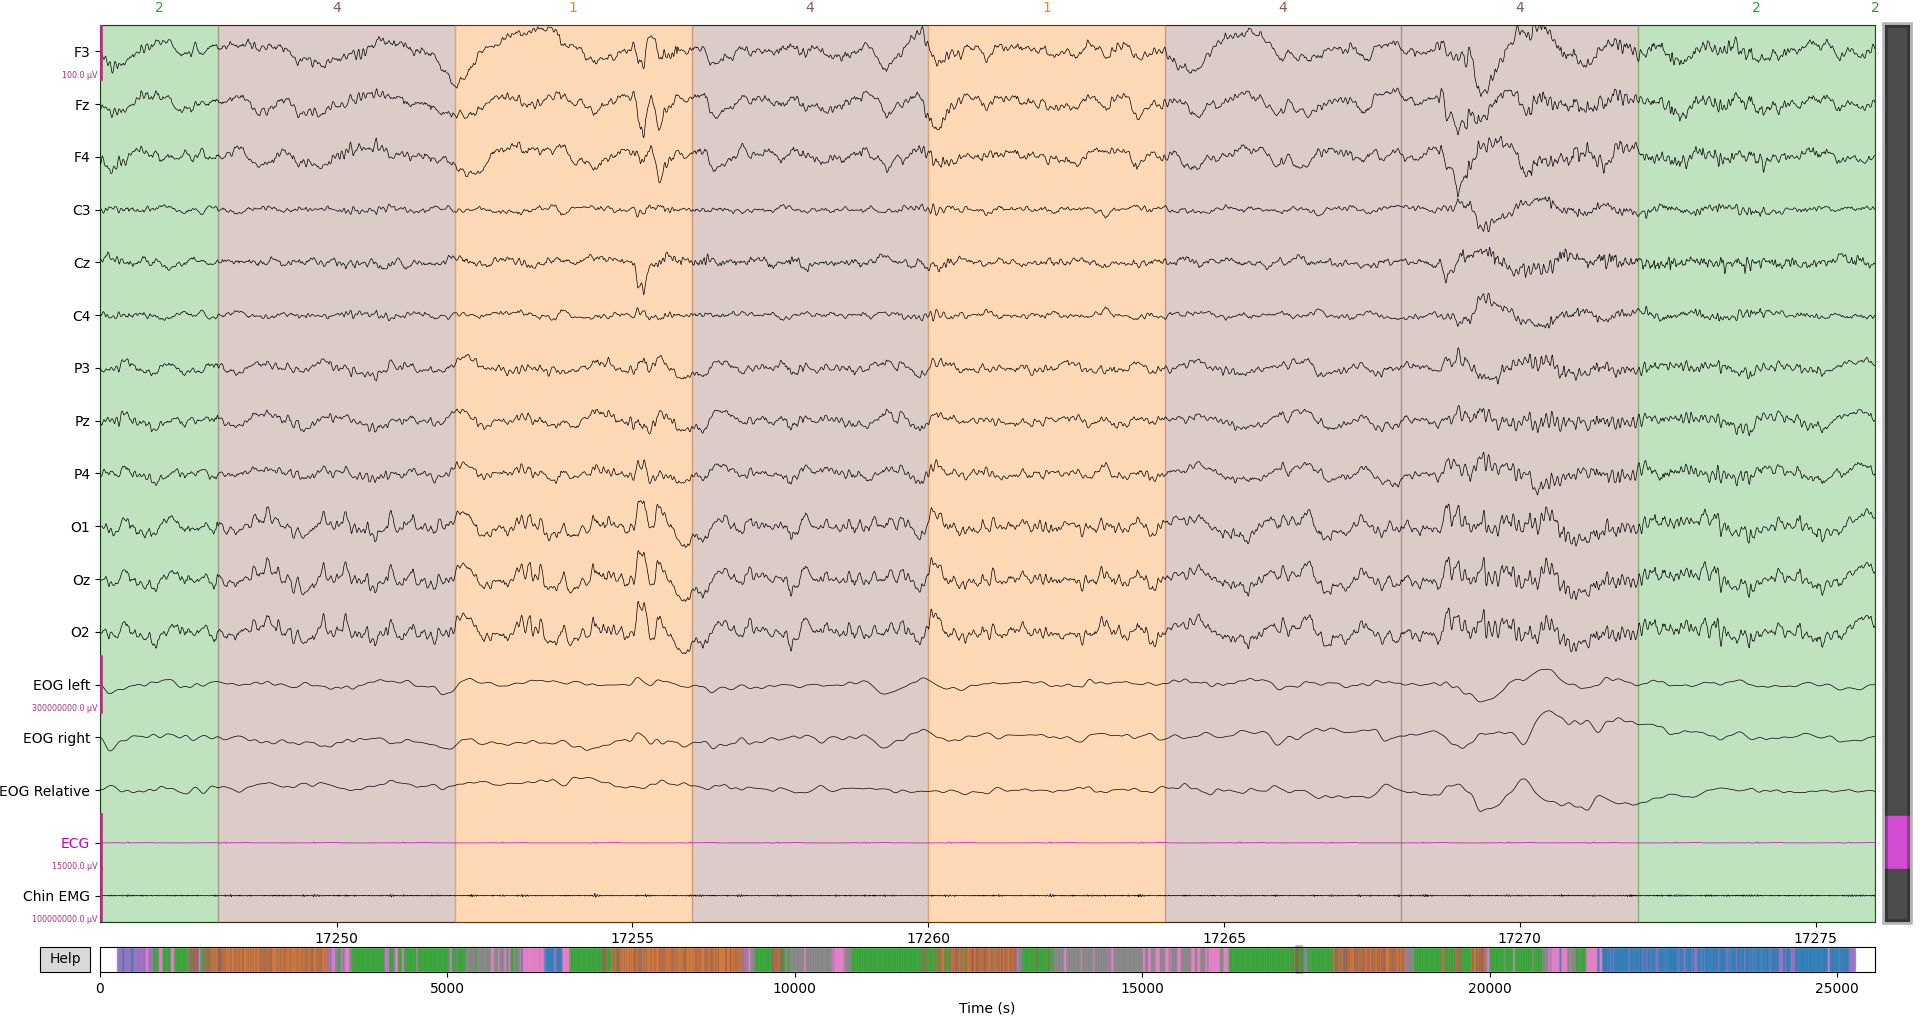 2 4 1 4 1 4 4 2 2
F3
100.0 µV
Fz
F4
C3
Cz
C4
P3
Pz
P4
O1
Oz
O2
EOG left
300000000.0 µV
EOG right
EOG Relative
ECG
15000.0 µV
Chin EMG
100000000.0 µV
17250 17255 17260 17265 17270 17275
Help
0 5000 10000 15000 20000 25000
Time (s)